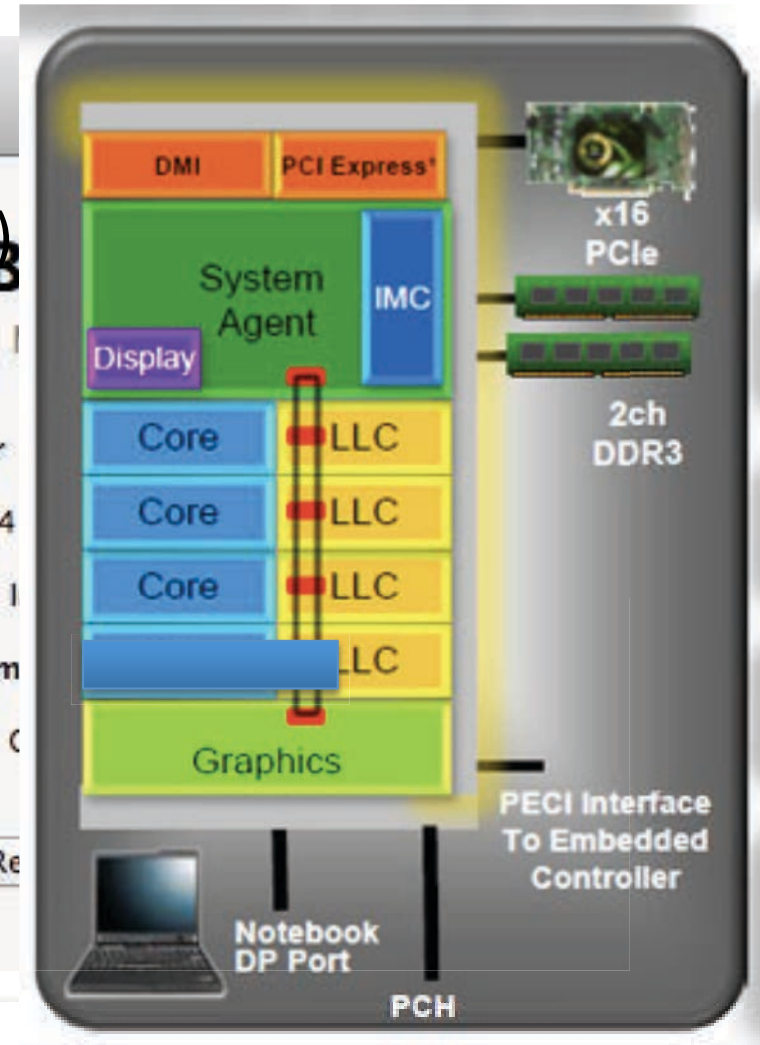 DMI
PCI Express*
x16
PCIe
System
Agent
IMC
Display
2ch
DDR3
Core
LLC
Core
LLC
Core
LLC
LLC
Graphics
PECI Interface
To Embedded
Controller
Notebook
DP Port
PCH